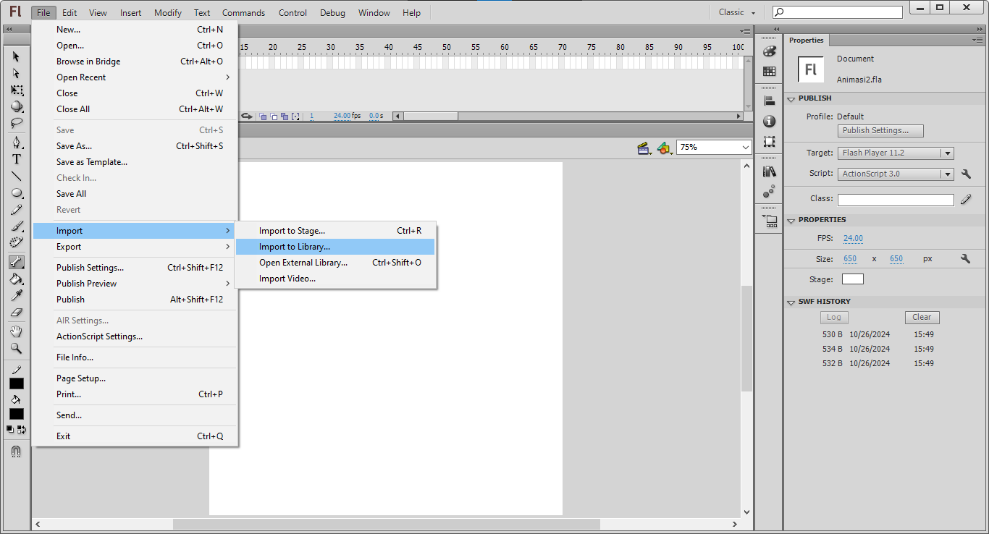 Fl File Edit View Insert Modify Text Commands Control Debug Window Help Classic
New... Ctrl+N
Open... Ctrl+O
Browse in Bridge Ctrl+Alt+O
Open Recent
Close Ctrl+W
Close All Ctrl+Alt+W
Save Ctrl+S
Save As... Ctrl+Shift+S
Save as Template...
Check In...
Save All
Revert
Import
Export
Publish Settings... Ctrl+Shift+F12
Publish Preview
Publish Alt+Shift+F12
AIR Settings...
ActionScript Settings...
File Info...
Page Setup...
Print... Ctrl+P
Send...
Exit Ctrl+Q
Import to Stage... Ctrl+R
Import to Library...
Open External Library... Ctrl+Shift+O
Import Video...
15 20 25 30 35 40 45 50 55 60 65 70 75 80 85 90 95 100
1 24.00 fps 0.0 s
75%
Properties
Fl Document
Animasi2.fla
PUBLISH
Profile: Default
Publish Settings...
Target: Flash Player 11.2
Script: ActionScript 3.0
Class:
PROPERTIES
FPS: 24.00
Size: 650 x 650 px
Stage:
SWF HISTORY
Log Clear
530 B 10/26/2024 15:49
534 B 10/26/2024 15:49
532 B 10/26/2024 15:49